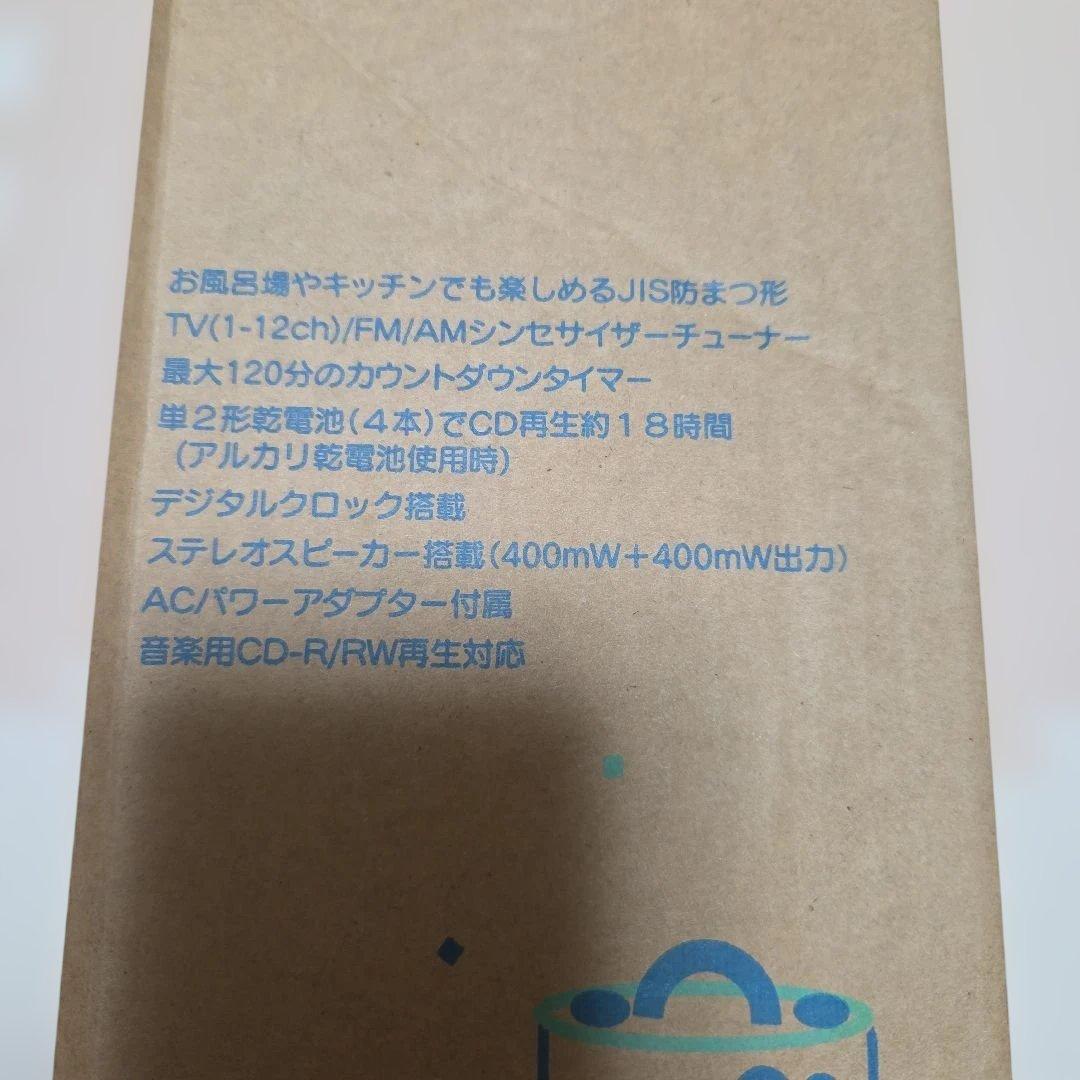 お風呂場やキッチンでも楽しめるJIS防まつ形
TV(1-12ch)/FM/AMシンセサイザーチューナー
最大120分のカウントダウンタイマー
単2形乾電池(4本)でCD再生約18時間
(アルカリ乾電池使用時)
デジタルクロック搭載
ステレオスピーカー搭載(400mW+400mW出力)
ACパワーアダプター付属
音楽用CD-R/RW再生対応